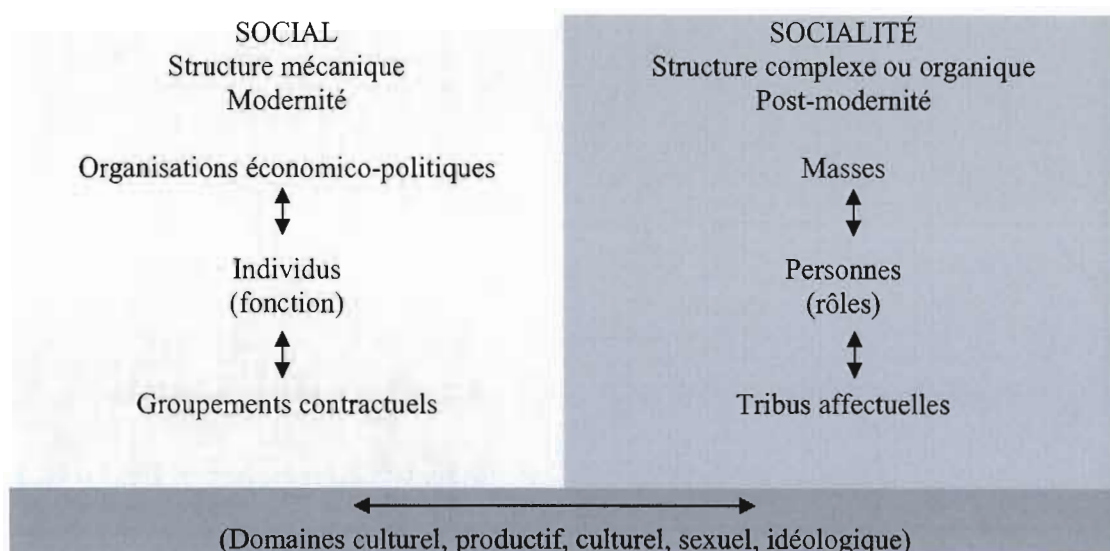 SOCIAL
Structure mécanique
Modernité
Organisations économico-politiques
Individus
(fonction)
Groupements contractuels
SOCIALITÉ
Structure complexe ou organique
Post-modernité
Masses
Personnes
(rôles)
Tribus affectuelles
(Domaines culturel, productif, culturel, sexuel, idéologique)